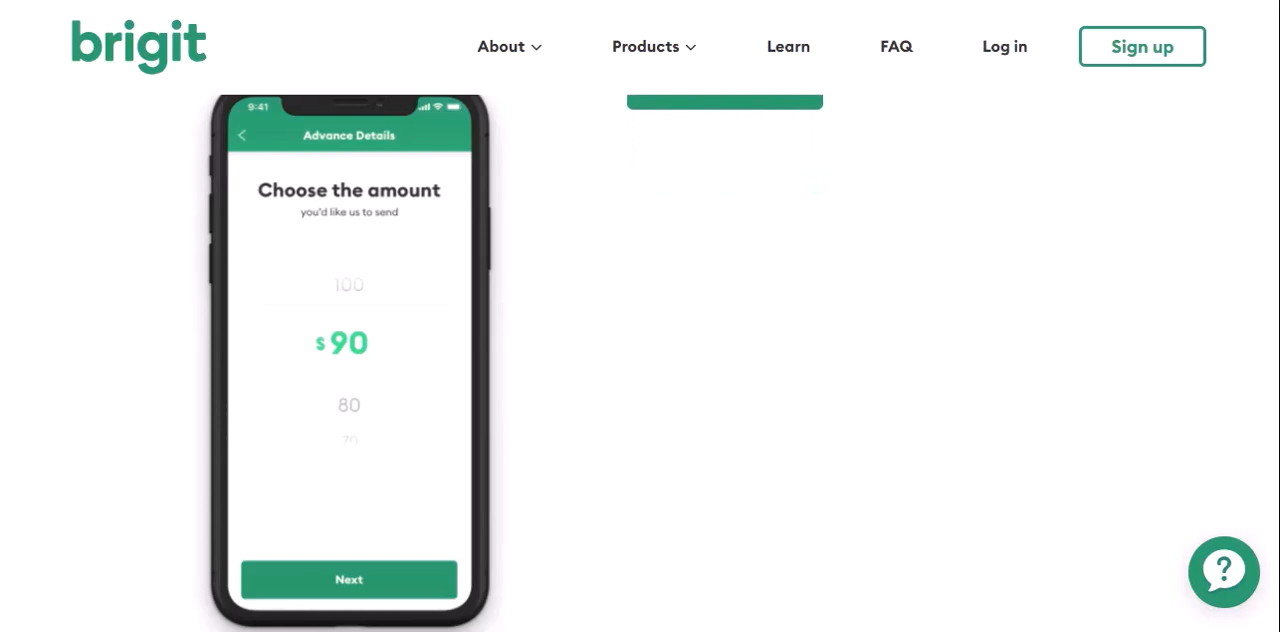 brigit
About
Products
Learn
FAQ
Log in
Sign up
9:41
Advance Details
Choose the amount
you'd like us to send
100
$ 90
80
70
Next
?